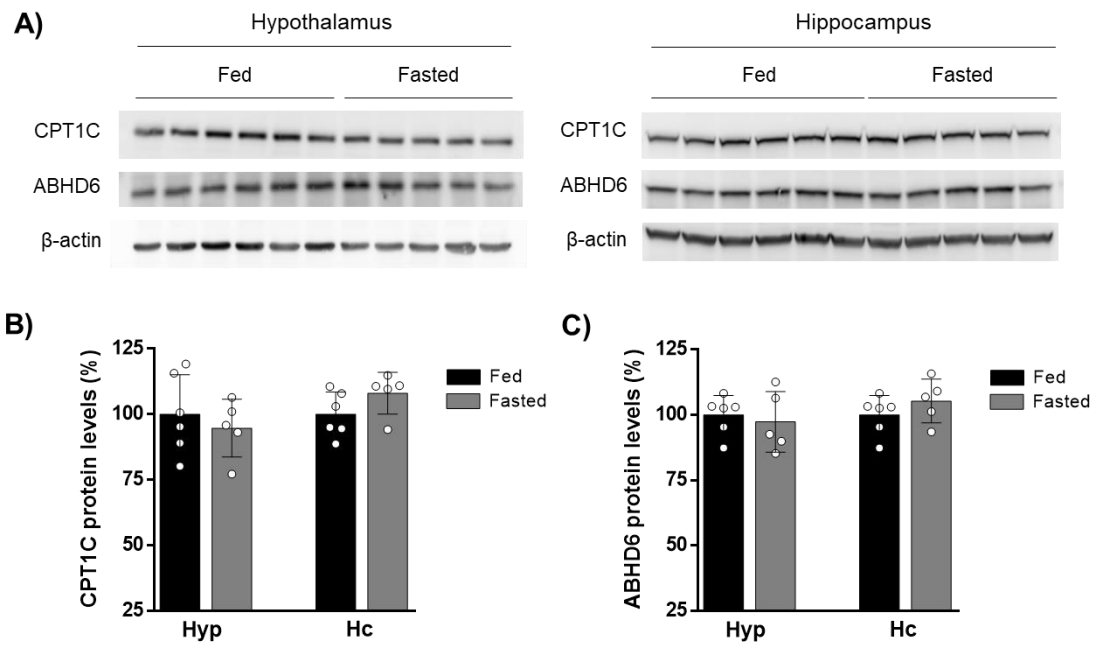 A)
Hypothalamus
Hippocampus
Fed
Fasted
Fed
Fasted
CPT1C
ABHD6
β-actin
CPT1C
ABHD6
β-actin
B)
CPT1C protein levels (%)
125
100
75
50
25
Hyp
Hc
Fed
Fasted
C)
ABHD6 protein levels (%)
125
100
75
50
25
Hyp
Hc
Fed
Fasted